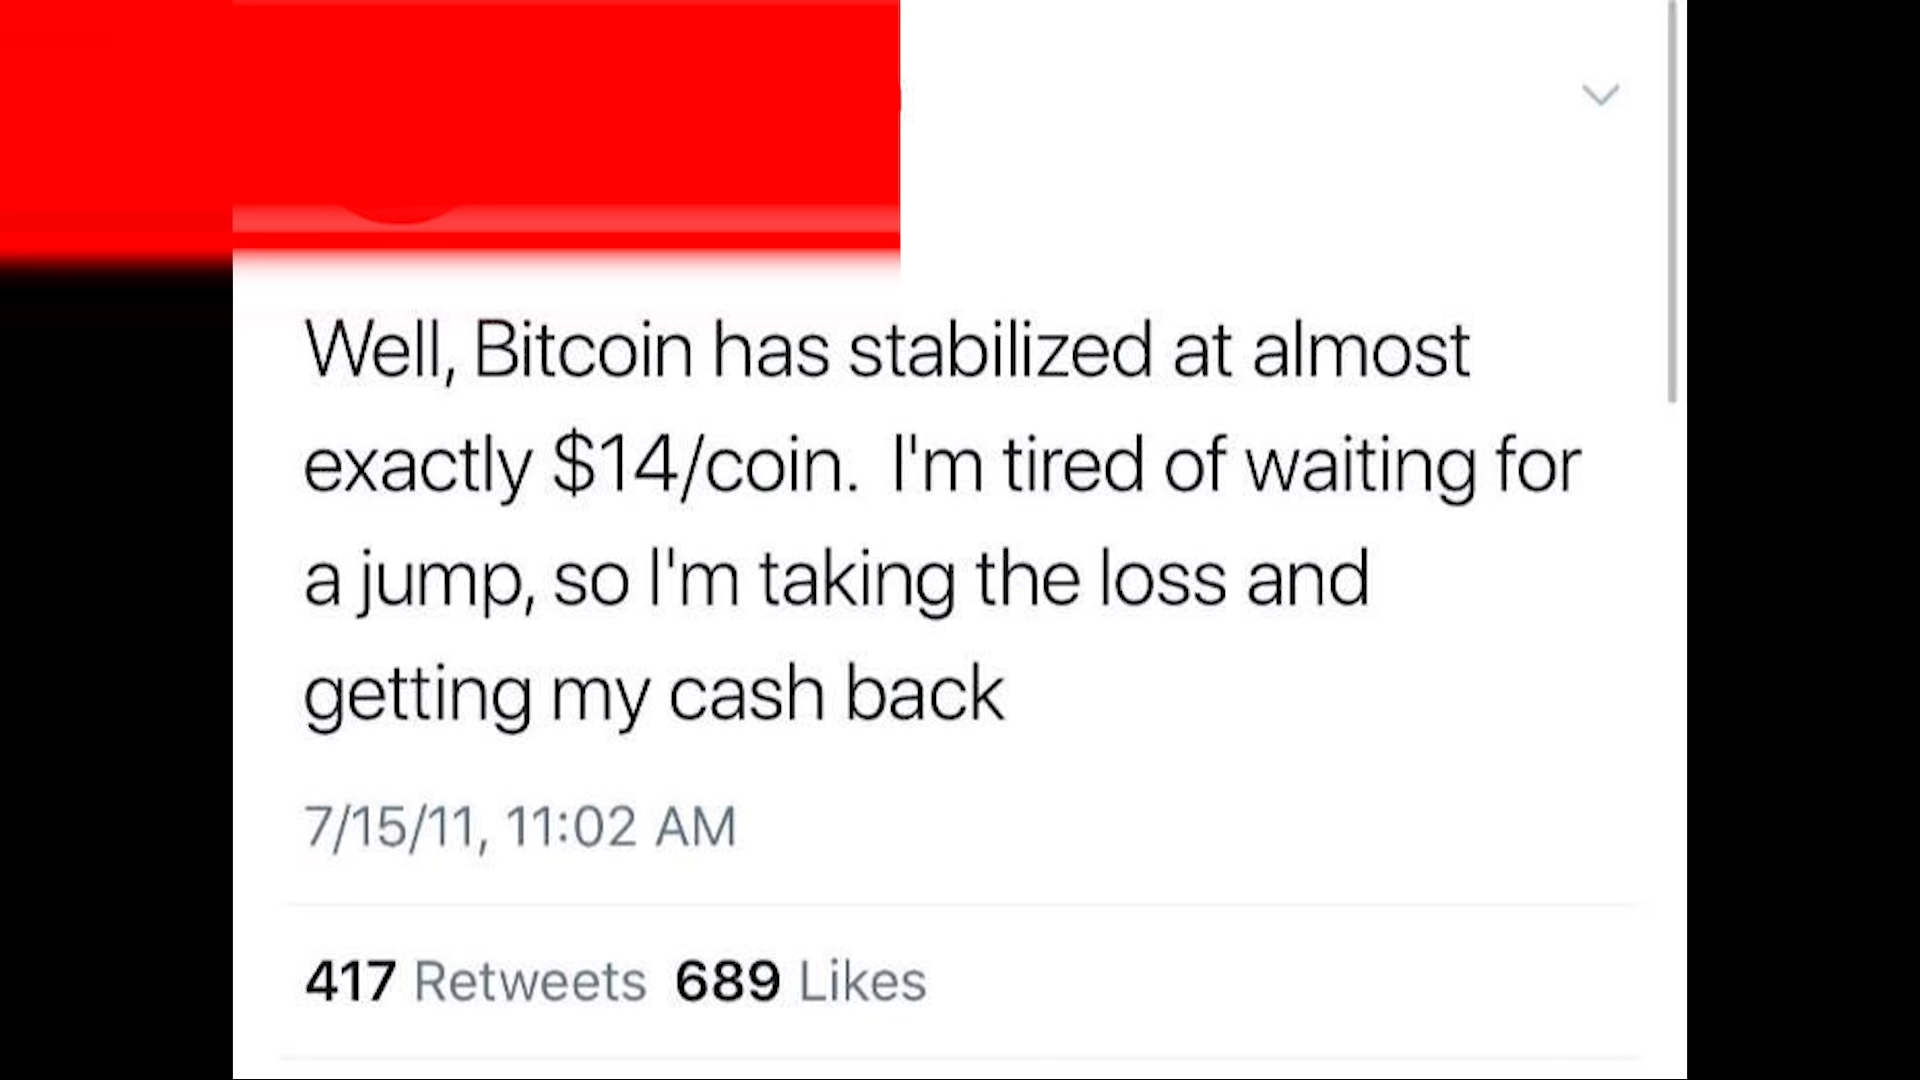 Well, Bitcoin has stabilized at almost
exactly $14/coin.  I'm tired of waiting for
a jump, so I'm taking the loss and
getting my cash back
7/15/11, 11:02 AM
417 Retweets 689 Likes